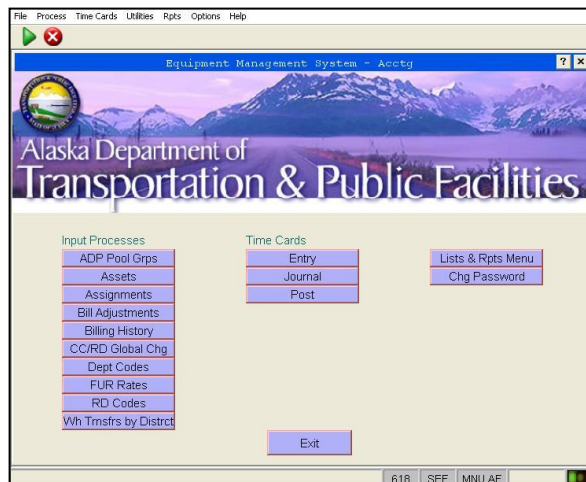 File Process Time Cards Utilities Rpts Options Help
Equipment Management System - Acctg
? ×
Alaska Department of
Transportation & Public Facilities
Input Processes
ADP Pool Grps
Assets
Assignments
Bill Adjustments
Billing History
CC/RD Global Chg
Dept Codes
FUR Rates
RD Codes
Wh Trnsfrs by Distrct
Time Cards
Entry
Journal
Post
Lists & Rpts Menu
Chg Password
Exit
618 SEF MNU.AF